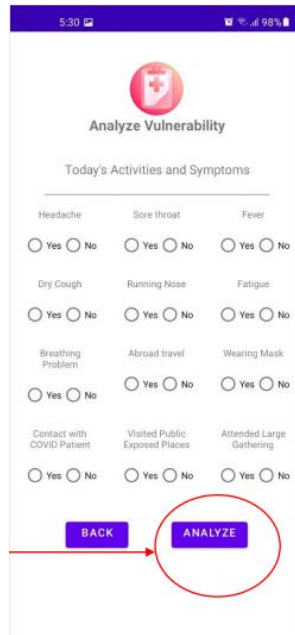 5:30 98%
Analyze Vulnerability
Today's Activities and Symptoms
Headache Sore throat Fever
Yes No Yes No Yes No
Dry Cough Running Nose Fatigue
Yes No Yes No Yes No
Breathing Problem Abroad travel Wearing Mask
Yes No Yes No Yes No
Contact with COVID Patient Visited Public Exposed Places Attended Large Gathering
Yes No Yes No Yes No
BACK ANALYZE